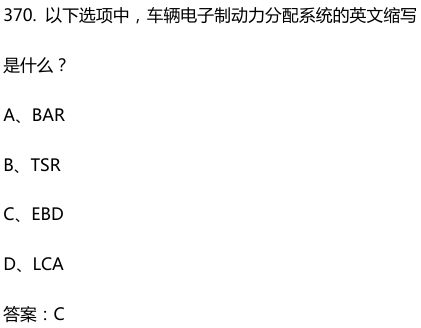 370. 以下选项中，车辆电子制动力分配系统的英文缩写
是什么？
A、BAR
B、TSR
C、EBD
D、LCA
答案：C